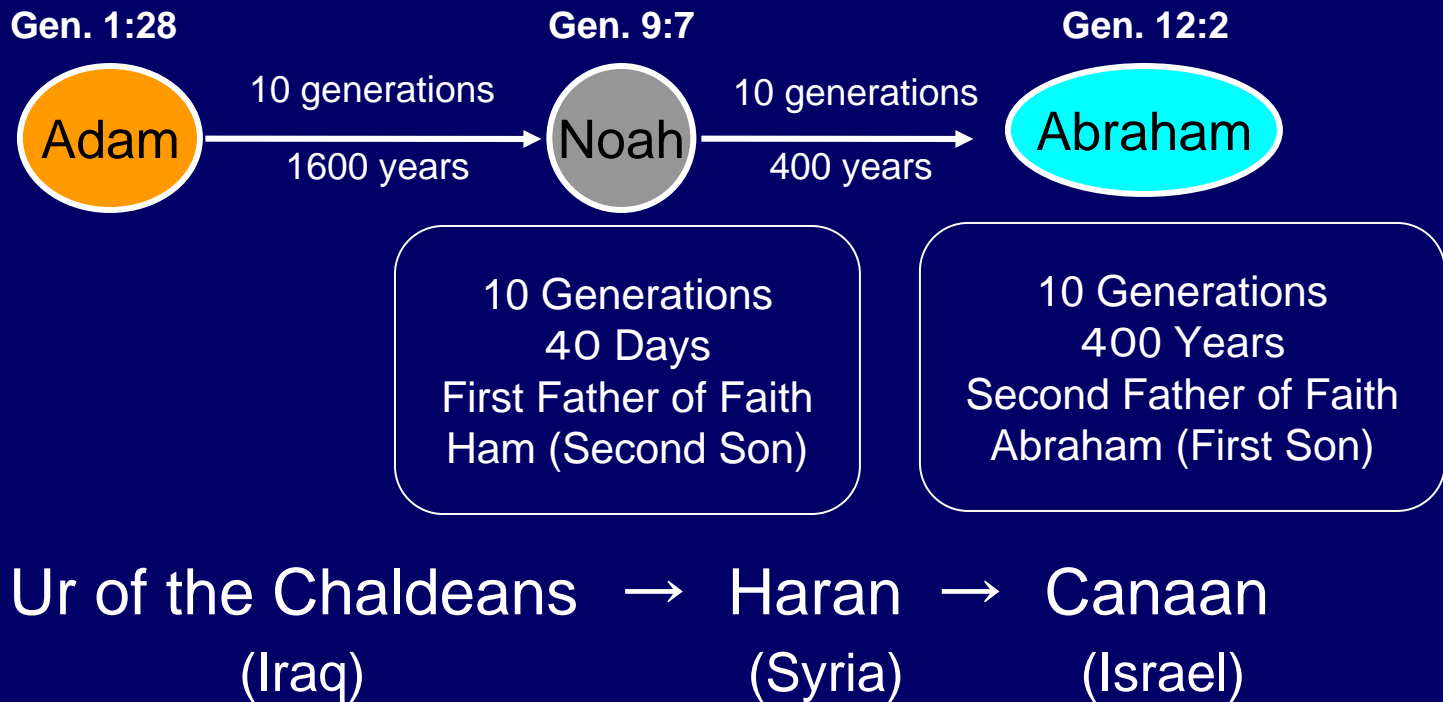 Gen. 1:28
Gen. 9:7
Gen. 12:2
Adam
10 generations
1600 years
Noah
10 generations
400 years
Abraham
10 Generations
40 Days
First Father of Faith
Ham (Second Son)
10 Generations
400 Years
Second Father of Faith
Abraham (First Son)
Ur of the Chaldeans → Haran → Canaan
(Iraq) (Syria) (Israel)